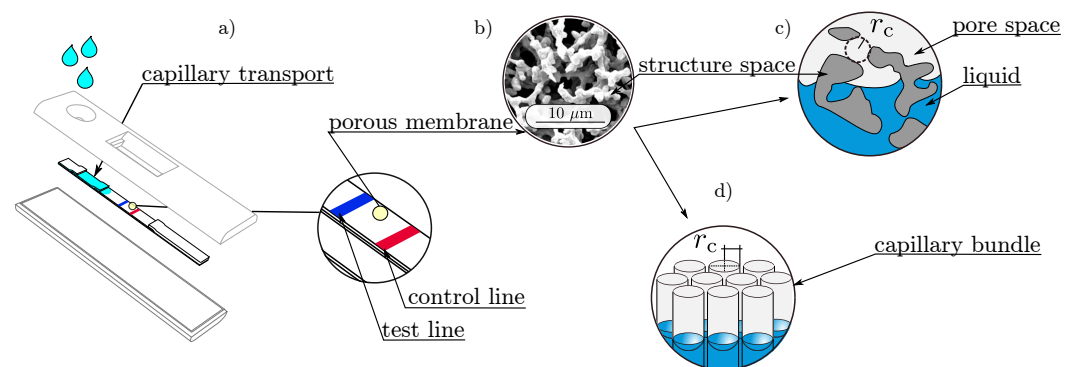 a)
capillary transport
porous membrane
control line
test line
b)
10 μm
structure space
c)
r_c
pore space
liquid
d)
r_c
capillary bundle